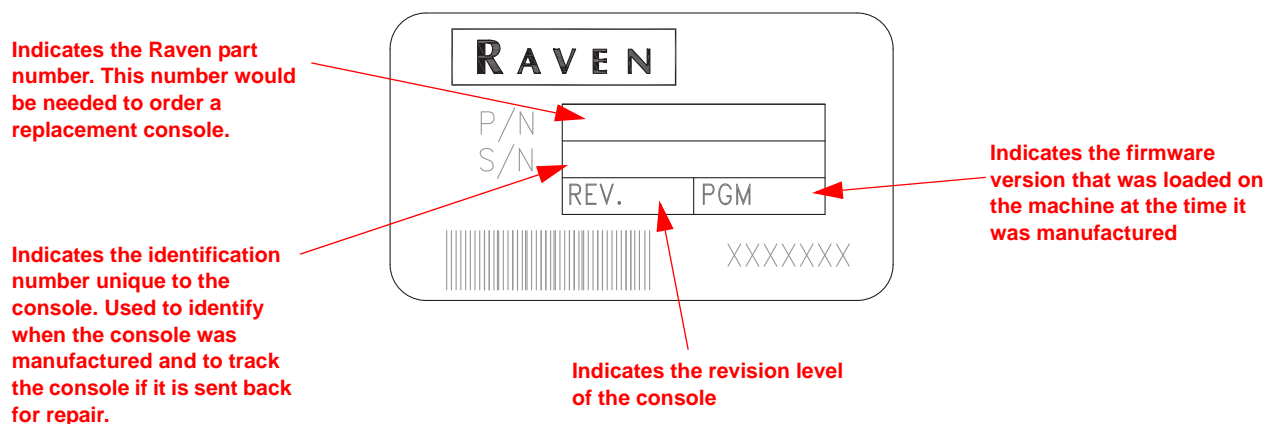 Indicates the Raven part
number. This number would
be needed to order a
replacement console.
RAVEN
P/N
S/N
REV.
PGM
XXXXXXX
Indicates the firmware
version that was loaded on
the machine at the time it
was manufactured
Indicates the identification
number unique to the
console. Used to identify
when the console was
manufactured and to track
the console if it is sent back
for repair.
Indicates the revision level
of the console